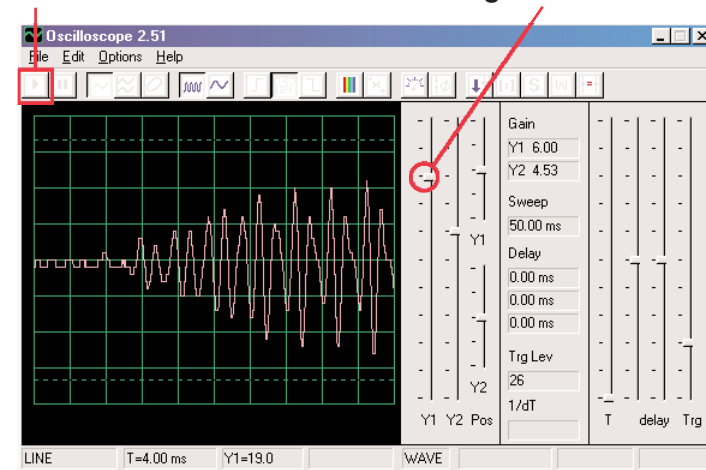 Oscilloscope 2.51
File Edit Options Help
Gain
Y1 6.00
Y2 4.53
Sweep
50.00 ms
Delay
0.00 ms
0.00 ms
0.00 ms
Trg Lev
26
1/dT
Y1
Y2
Y1 Y2 Pos
T delay Trg
S W
LINE T=4.00 ms Y1=19.0 WAVE